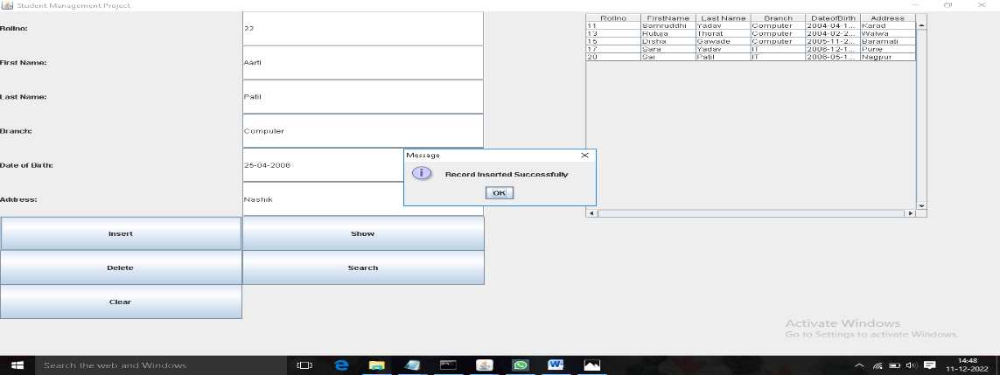 Student Management Project
Rollno: 22
First Name: Aarti
Last Name: Patil
Branch: Computer
Date of Birth: 25-04-2006
Address: Nashik
Insert Show
Delete Search
Clear
Rollno FirstName Last Name Branch DateofBirth Address
11 Samruddhi Yadav Computer 2004-04-1... Karad
13 Rutuja Thorat Computer 2004-02-2... Walwa
15 Disha Gawade Computer 2005-11-2... Baramati
17 Sara Yadav IT 2006-12-1... Pune
20 Sai Patil IT 2006-05-1... Nagpur
Message
Record Inserted Successfully
OK
Activate Windows
Go to Settings to activate Windows.
Search the web and Windows
14:48
11-12-2022